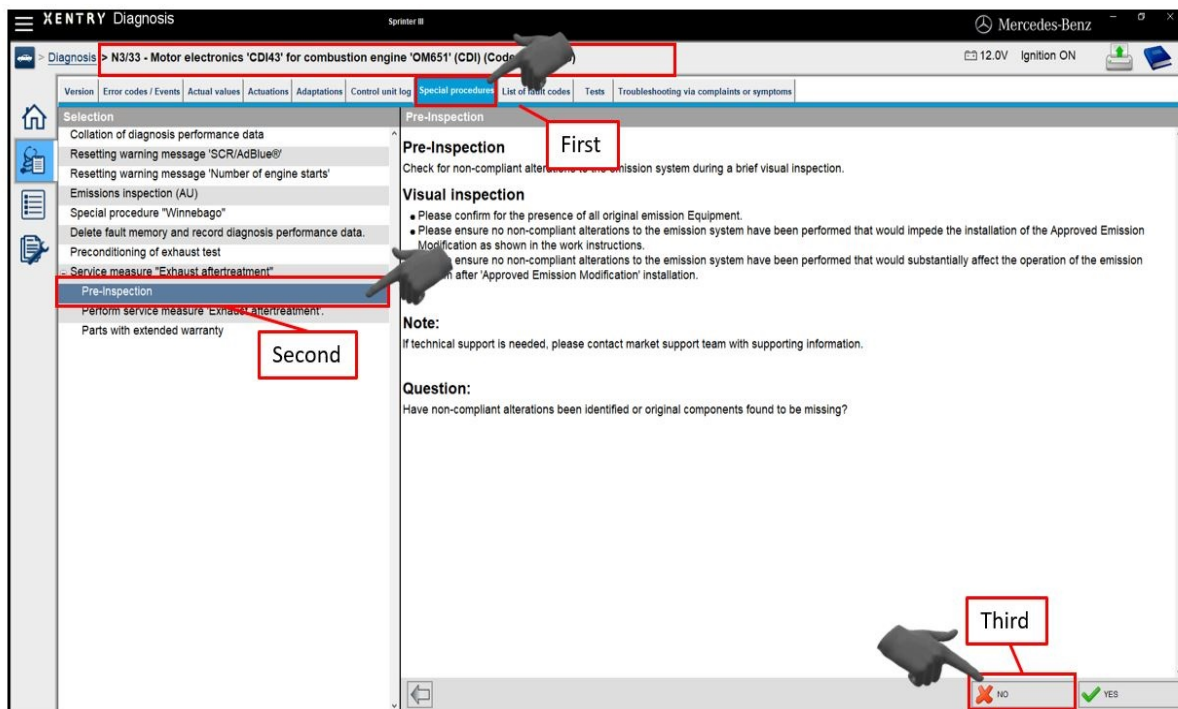 XENTRY Diagnosis
Sprinter III
Mercedes-Benz
> Diagnosis > N3/33 - Motor electronics 'CDI43' for combustion engine 'OM651' (CDI)
12.0V Ignition ON
Version Error codes / Events Actual values Actuations Adaptations Control unit log Special procedures List of fault codes Tests Troubleshooting via complaints or symptoms
Selection
Collation of diagnosis performance data
Resetting warning message 'SCR/AdBlue®'
Resetting warning message 'Number of engine starts'
Emissions inspection (AU)
Special procedure "Winnebago"
Delete fault memory and record diagnosis performance data.
Preconditioning of exhaust test
Service measure "Exhaust aftertreatment"
Pre-Inspection
Perform service measure 'Exhaust aftertreatment'.
Parts with extended warranty
First
Second
Pre-Inspection
Pre-Inspection
Check for non-compliant alterations to the emission system during a brief visual inspection.
Visual inspection
• Please confirm for the presence of all original emission Equipment.
• Please ensure no non-compliant alterations to the emission system have been performed that would impede the installation of the Approved Emission
Modification as shown in the work instructions.
ensure no non-compliant alterations to the emission system have been performed that would substantially affect the operation of the emission
after 'Approved Emission Modification' installation.
Note:
If technical support is needed, please contact market support team with supporting information.
Question:
Have non-compliant alterations been identified or original components found to be missing?
Third
NO
YES